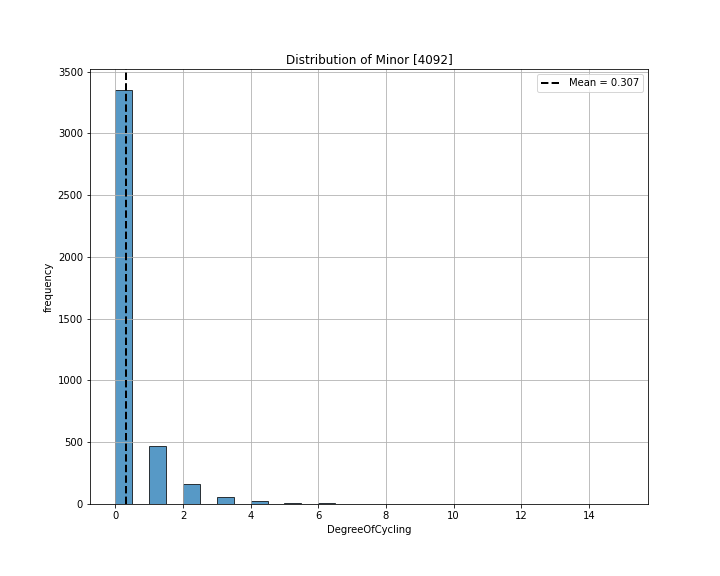 Distribution of Minor [4092]
Mean = 0.307
3500
3000
2500
2000
1500
1000
500
0
frequency
0 2 4 6 8 10 12 14
DegreeOfCycling